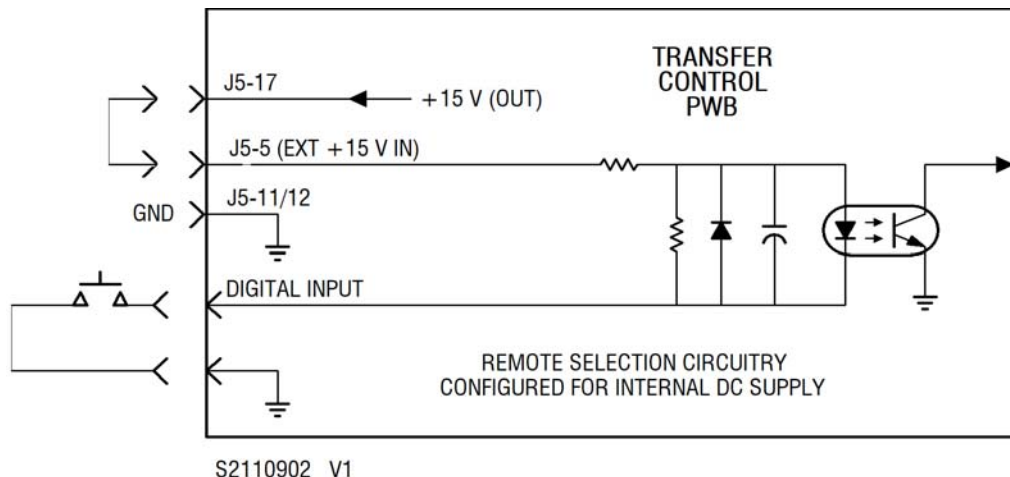 TRANSFER
CONTROL
PWB
J5-17
+15 V (OUT)
J5-5 (EXT +15 V IN)
J5-11/12
GND
DIGITAL INPUT
REMOTE SELECTION CIRCUITRY
CONFIGURED FOR INTERNAL DC SUPPLY
S2110902 V1